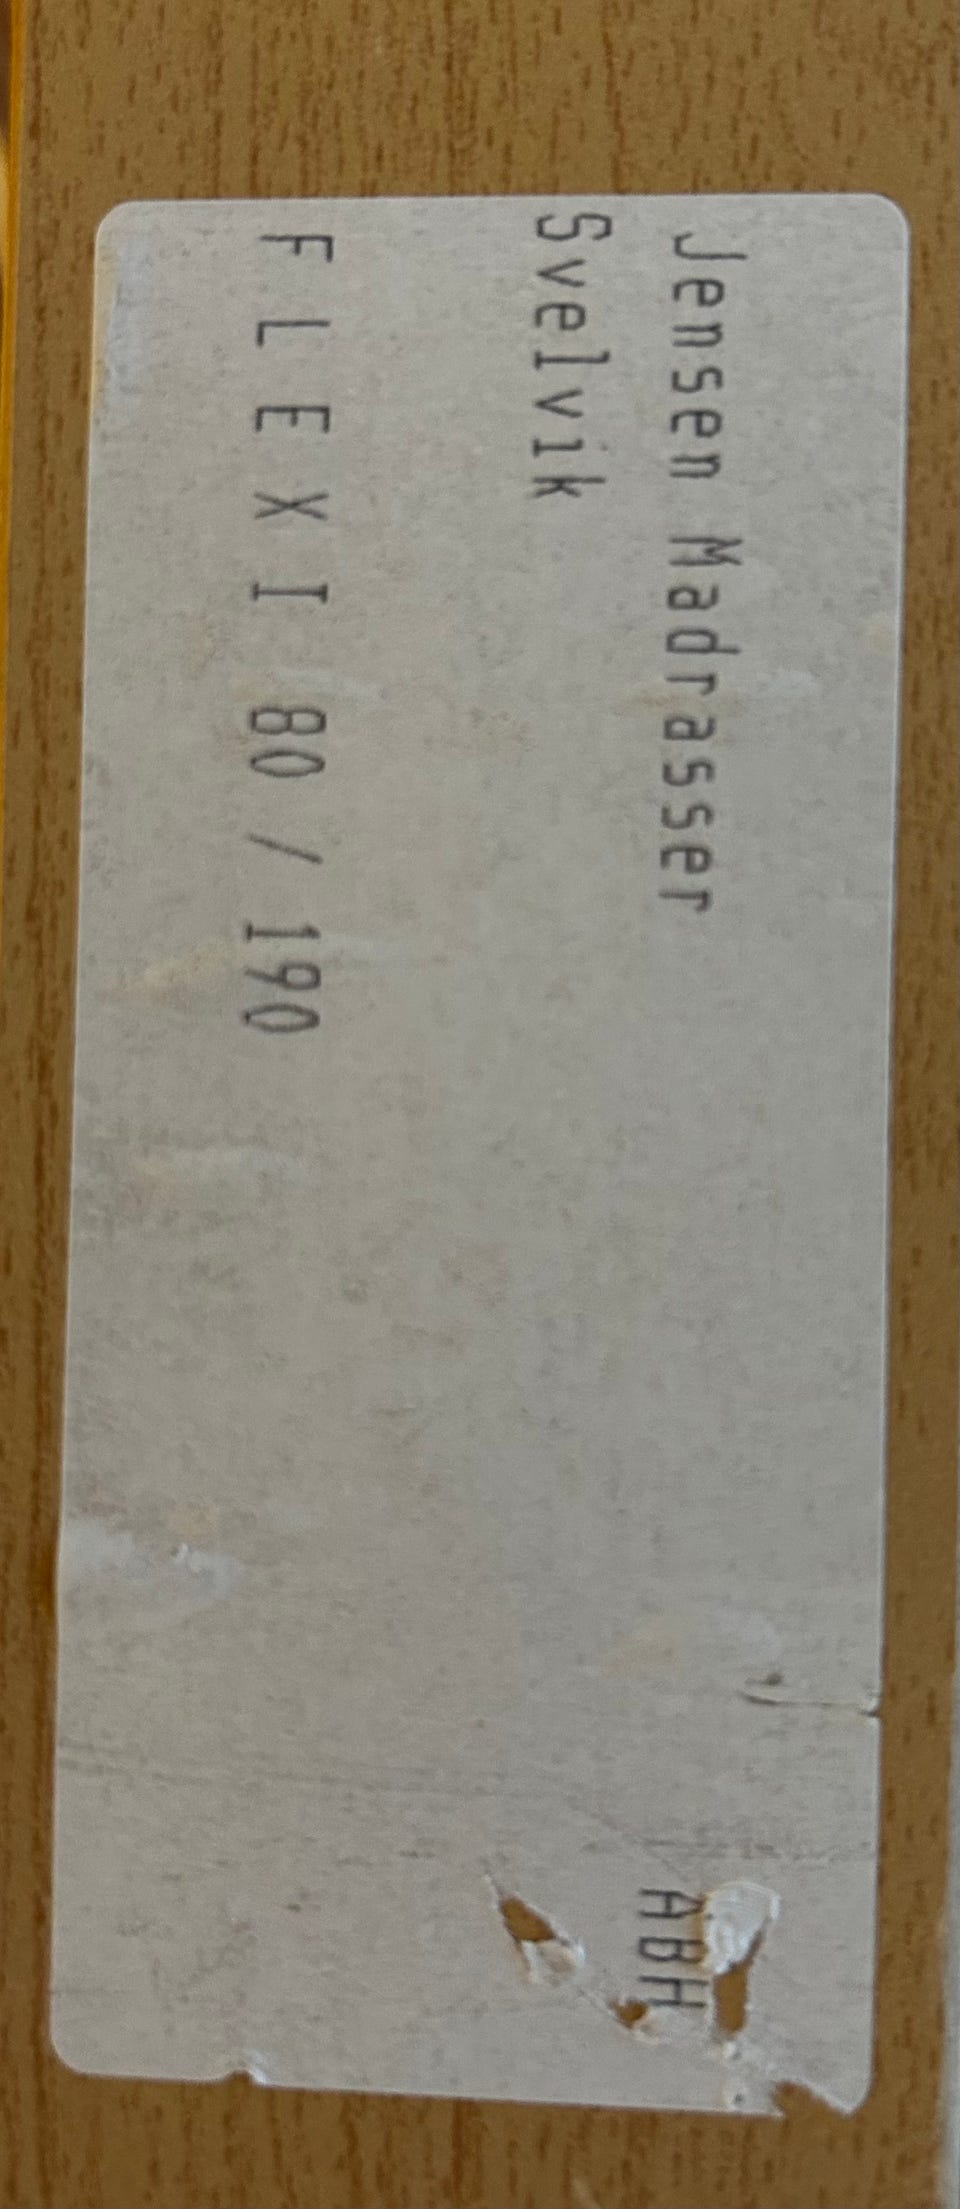 Jensen Madrasser
ABH
Svelvik
F L E X I 80 / 190